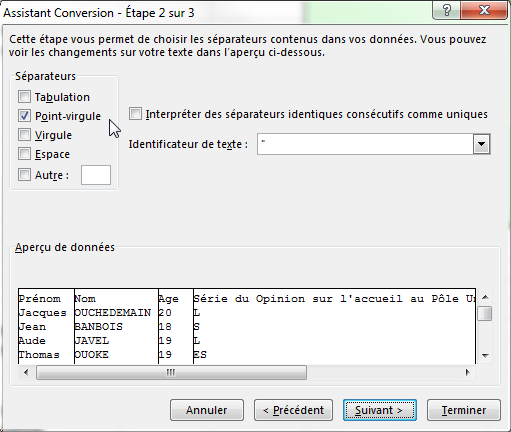 Assistant Conversion - Étape 2 sur 3
Cette étape vous permet de choisir les séparateurs contenus dans vos données. Vous pouvez
voir les changements sur votre texte dans l'aperçu ci-dessous.
Séparateurs
Tabulation
Point-virgule
Virgule
Espace
Autre :
Interpréter des séparateurs identiques consécutifs comme uniques
Identificateur de texte : "
Aperçu de données
Prénom Nom Age Série du Opinion sur l'accueil au Pôle Un
Jacques OUCHEDEMAIN 20 L
Jean BANBOIS 18 S
Aude JAVEL 19 L
Thomas OUOKE 19 ES
Annuler < Précédent Suivant > Terminer